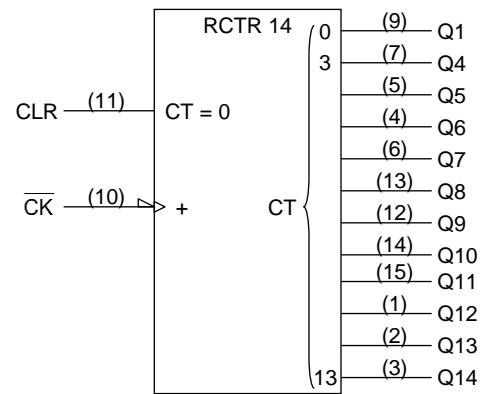 RCTR 14
0 (9) Q1
3 (7) Q4
(5) Q5
CLR (11) CT = 0
(4) Q6
(6) Q7
(13) Q8
C̅K̅ (10) + CT
(12) Q9
(14) Q10
(15) Q11
(1) Q12
(2) Q13
13 (3) Q14